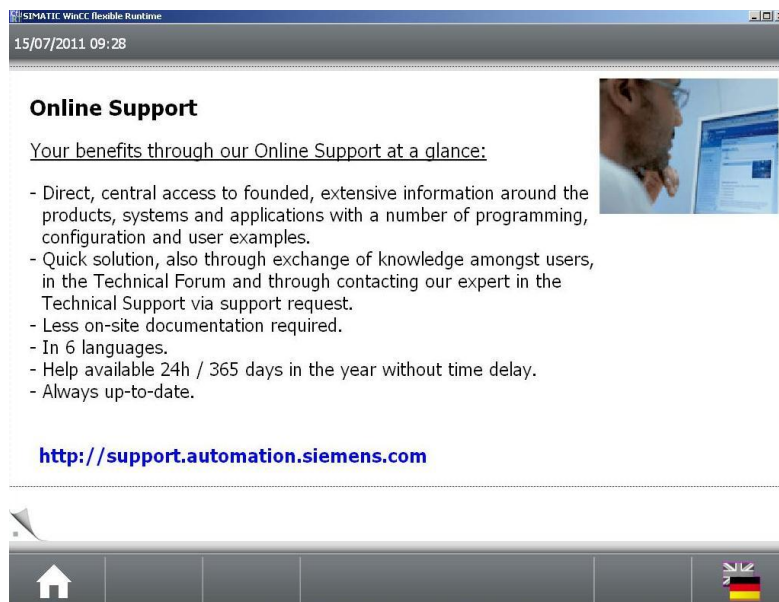 SIMATIC WinCC flexible Runtime
15/07/2011 09:28
Online Support
Your benefits through our Online Support at a glance:
- Direct, central access to founded, extensive information around the
products, systems and applications with a number of programming,
configuration and user examples.
- Quick solution, also through exchange of knowledge amongst users,
in the Technical Forum and through contacting our expert in the
Technical Support via support request.
- Less on-site documentation required.
- In 6 languages.
- Help available 24h / 365 days in the year without time delay.
- Always up-to-date.
http://support.automation.siemens.com